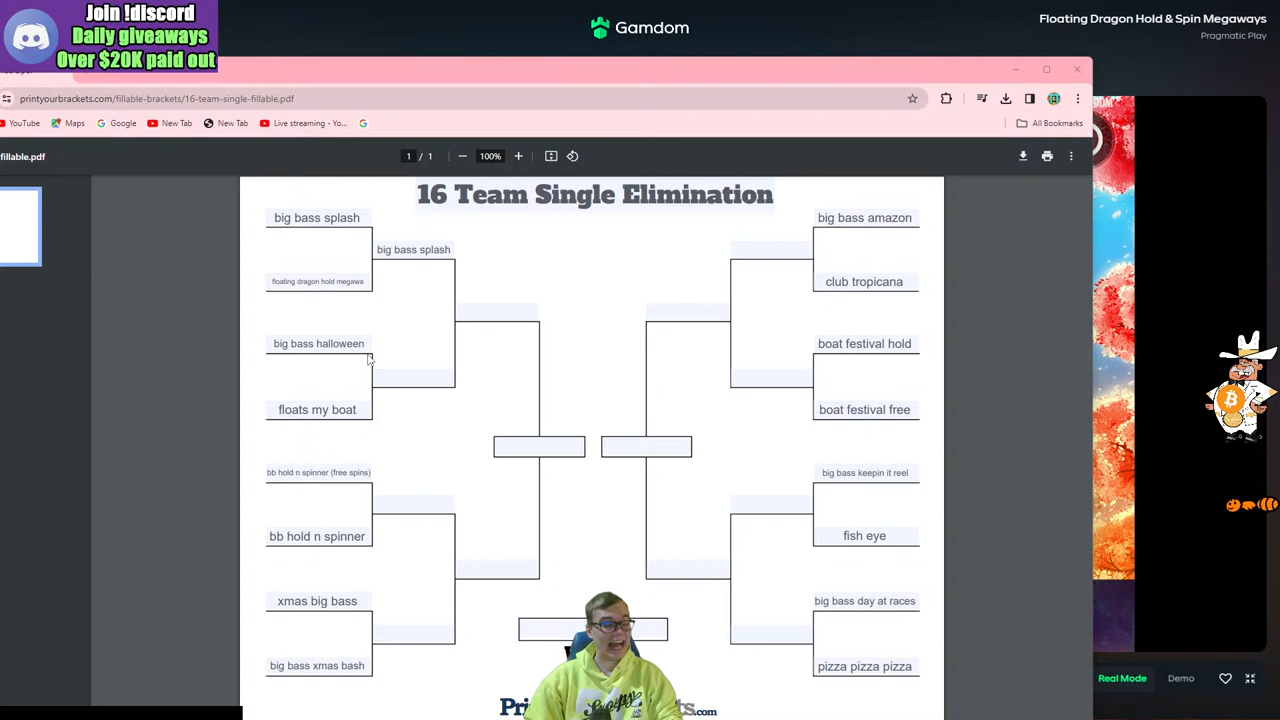 Join !discord
Daily giveaways
Over $20K paid out
Gamdom
Floating Dragon Hold & Spin Megaways
Pragmatic Play
printyourbrackets.com/fillable-brackets/16-team-single-fillable.pdf
YouTube
Maps
Google
New Tab
New Tab
Live streaming - Yo...
All Bookmarks
fillable.pdf
1 / 1
100%
16 Team Single Elimination
big bass splash
big bass amazon
big bass splash
floating dragon hold megawa
club tropicana
big bass halloween
boat festival hold
floats my boat
boat festival free
bb hold n spinner (free spins)
big bass keepin it reel
bb hold n spinner
fish eye
xmas big bass
big bass day at races
big bass xmas bash
pizza pizza pizza
Real Mode
Demo